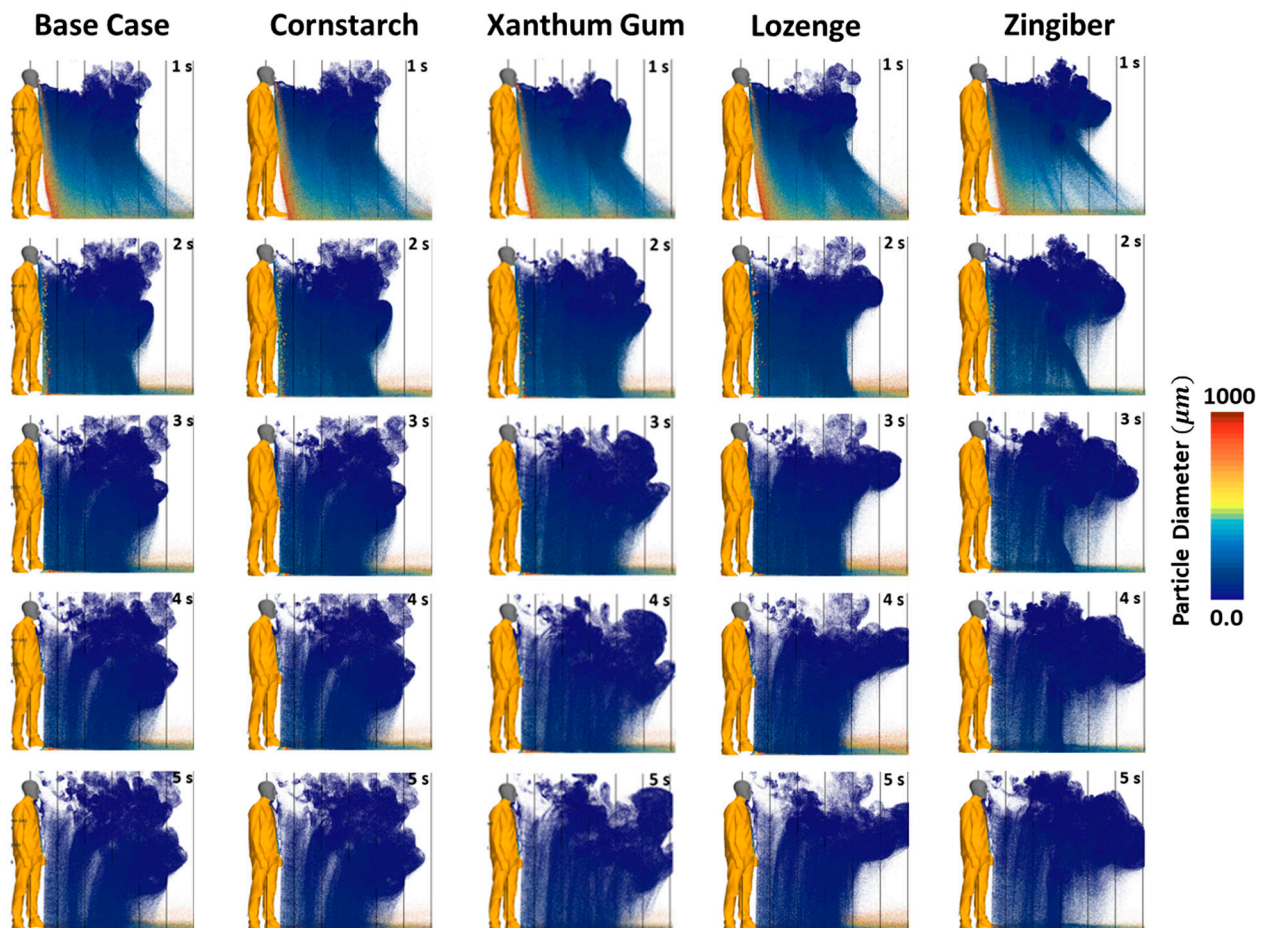 Base Case Cornstarch Xanthum Gum Lozenge Zingiber
1 s 1 s 1 s 1 s 1 s
2 s 2 s 2 s 2 s 2 s
3 s 3 s 3 s 3 s 3 s
4 s 4 s 4 s 4 s 4 s
5 s 5 s 5 s 5 s 5 s
Particle Diameter (μm)
1000
0.0